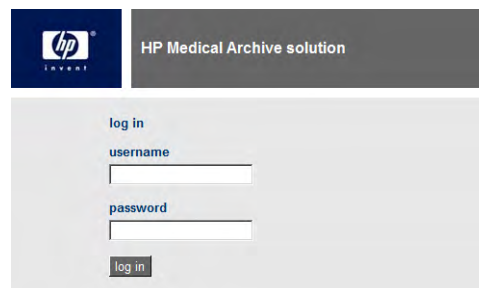 hp
invent
HP Medical Archive solution
log in
username
password
log in